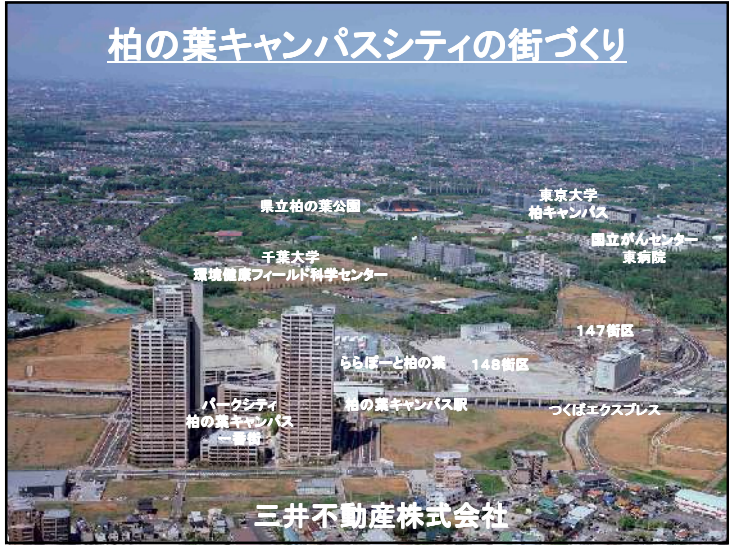 柏の葉キャンパスシティの街づくり
県立柏の葉公園
東京大学
柏キャンパス
国立がんセンター
東病院
千葉大学
環境健康フィールド科学センター
147街区
ららぽーと柏の葉
148街区
パークシティ
柏の葉キャンパス
一番街
柏の葉キャンパス駅
つくばエクスプレス
三井不動産株式会社